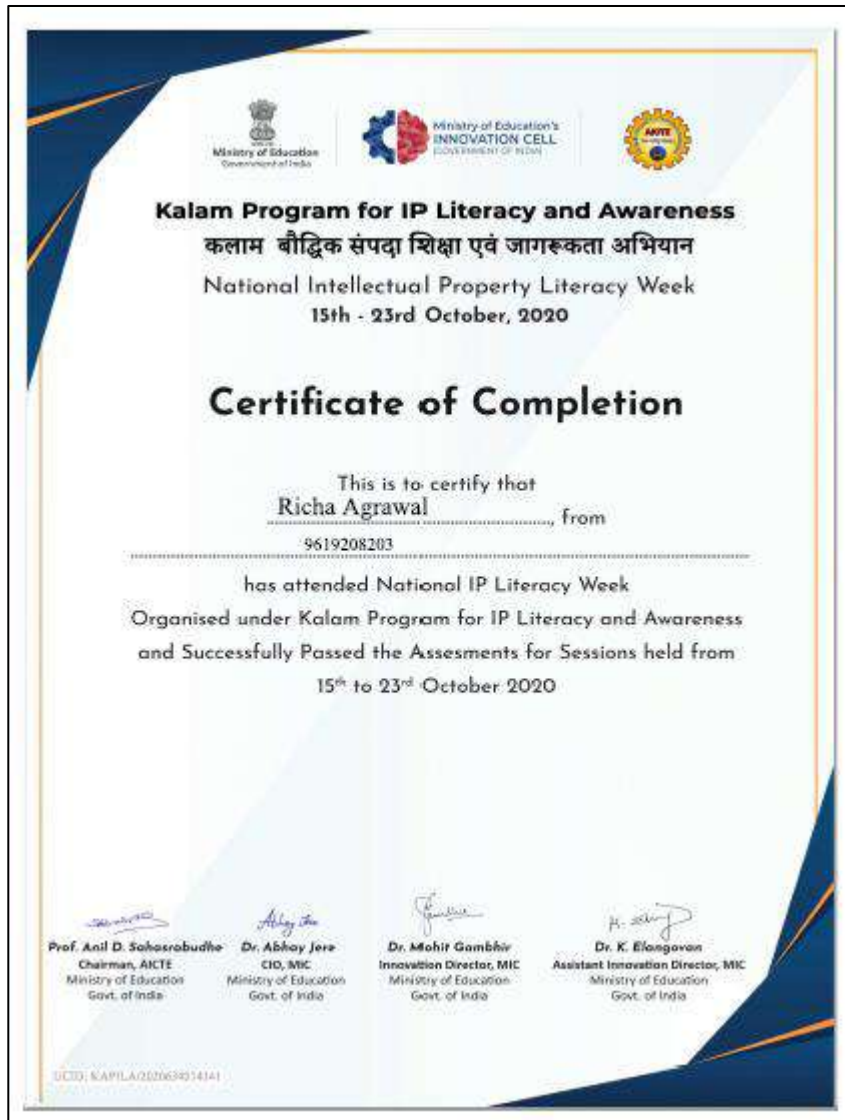 Ministry of Education
Government of India
Ministry of Education's
INNOVATION CELL
GOVERNMENT OF INDIA
AICTE
Kalam Program for IP Literacy and Awareness
कलाम बौद्धिक संपदा शिक्षा एवं जागरूकता अभियान
National Intellectual Property Literacy Week
15th - 23rd October, 2020
Certificate of Completion
This is to certify that
Richa Agrawal, from
9619208203
has attended National IP Literacy Week
Organised under Kalam Program for IP Literacy and Awareness
and Successfully Passed the Assesments for Sessions held from
15th to 23rd October 2020
Prof. Anil D. Sahasrabudhe
Chairman, AICTE
Ministry of Education
Govt. of India
Dr. Abhay Jere
CIO, MIC
Ministry of Education
Govt. of India
Dr. Mohit Gambhir
Innovation Director, MIC
Ministry of Education
Govt. of India
Dr. K. Elangovan
Assistant Innovation Director, MIC
Ministry of Education
Govt. of India